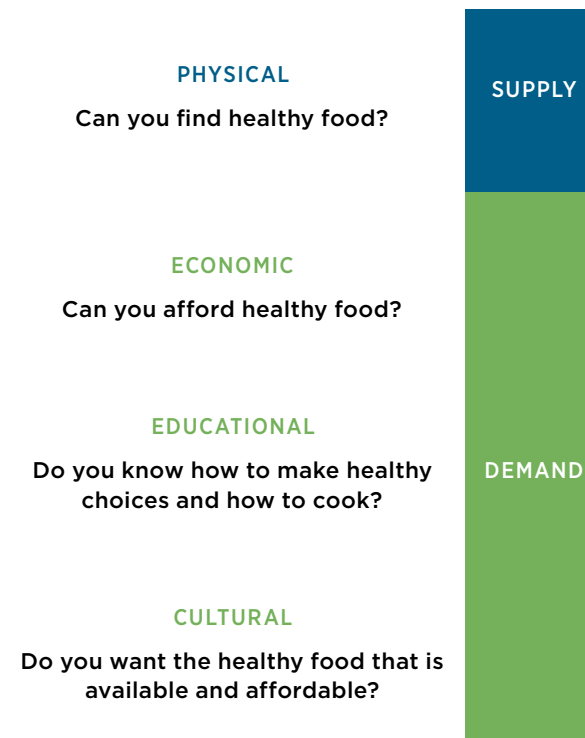 PHYSICAL
Can you find healthy food?
SUPPLY
ECONOMIC
Can you afford healthy food?
EDUCATIONAL
Do you know how to make healthy
choices and how to cook?
DEMAND
CULTURAL
Do you want the healthy food that is
available and affordable?